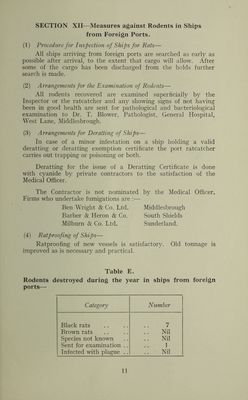 SECTION XII—Measures against Rodents in Ships
from Foreign Ports.
(1) Procedure for Inspection of Ships for Rats—
All ships arriving from foreign ports are searched as early as
possible after arrival, to the extent that cargo will allow. After
some of the cargo has been discharged from the holds further
search is made.
(2) Arrangements for the Examination of Rodents—
All rodents recovered are examined superficially by the
Inspector or the ratcatcher and any showing signs of not having
been in good health are sent for pathological and bacteriological
examination to Dr. T. Blower, Pathologist, General Hospital,
West Lane, Middlesbrough.
(3) Arrangements for Deratting of Ships—
In case of a minor infestation on a ship holding a valid
deratting or deratting exemption certificate the port ratcatcher
carries out trapping or poisoning or both.
Deratting for the issue of a Deratting Certificate is done
with cyanide by private contractors to the satisfaction of the
Medical Officer.
The Contractor is not nominated by the Medical Officer.
Firms who undertake fumigations are :—
Ben Wright & Co. Ltd. Middlesbrough
Barber & Heron & Co. South Shields
Milburn & Co. Ltd. Sunderland.
(4) Ratproofing of Ships—
Ratproofing of new vessels is satisfactory. Old tonnage is
improved as is necessary and practical.
Table E.
Rodents destroyed during the year in ships from foreign
ports—
Category Number
Black rats .. .. .. 7
Brown rats .. .. Nil
Species not known .. .. Nil
Sent for examination .. .. 1
Infected with plague .. .. Nil
11